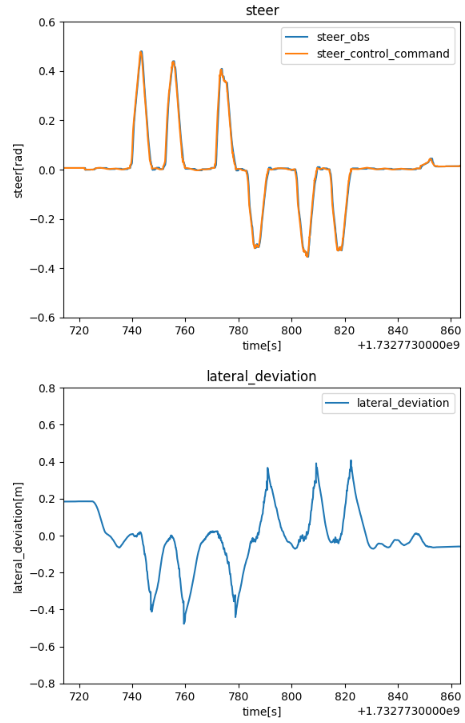 steer
steer_obs
steer_control_command
steer[rad]
0.6
0.4
0.2
0.0
−0.2
−0.4
−0.6
720 740 760 780 800 820 840 860
time[s]
+1.7327730000e9
lateral_deviation
lateral_deviation
lateral_deviation[m]
0.8
0.6
0.4
0.2
0.0
−0.2
−0.4
−0.6
−0.8
720 740 760 780 800 820 840 860
time[s]
+1.7327730000e9